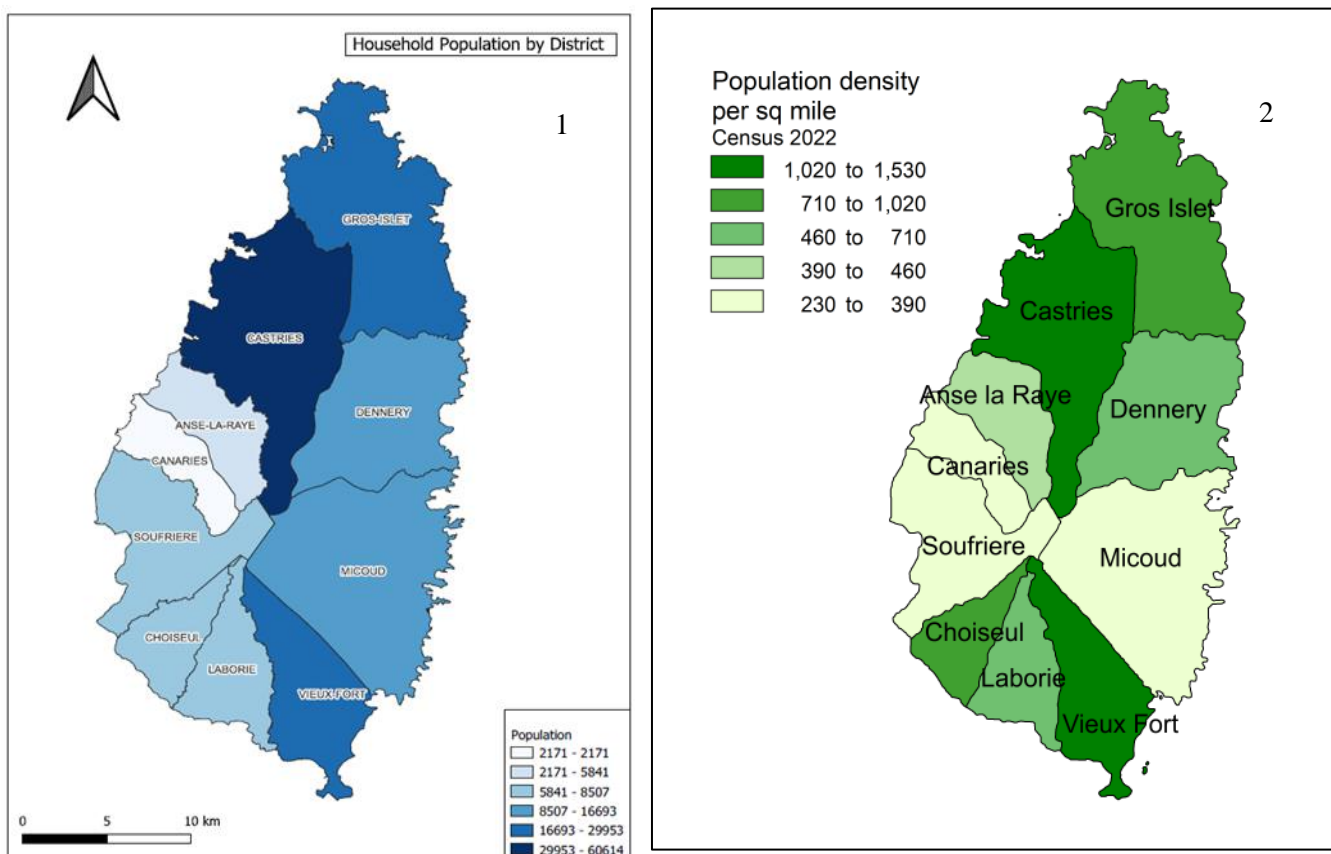 Household Population by District
1
GROS-ISLET
CASTRIES
DENNERY
ANSE-LA-RAYE
CANARIES
SOUFRIERE
MICOUD
CHOISEUL
LABORIE
VIEUX-FORT
Population
2171 - 2171
2171 - 5841
5841 - 8507
8507 - 16693
16693 - 29953
29953 - 60614
0 5 10 km
Population density
per sq mile
Census 2022
1,020 to 1,530
710 to 1,020
460 to 710
390 to 460
230 to 390
2
Gros Islet
Castries
Anse la Raye
Dennery
Canaries
Soufriere
Micoud
Choiseul
Laborie
Vieux Fort